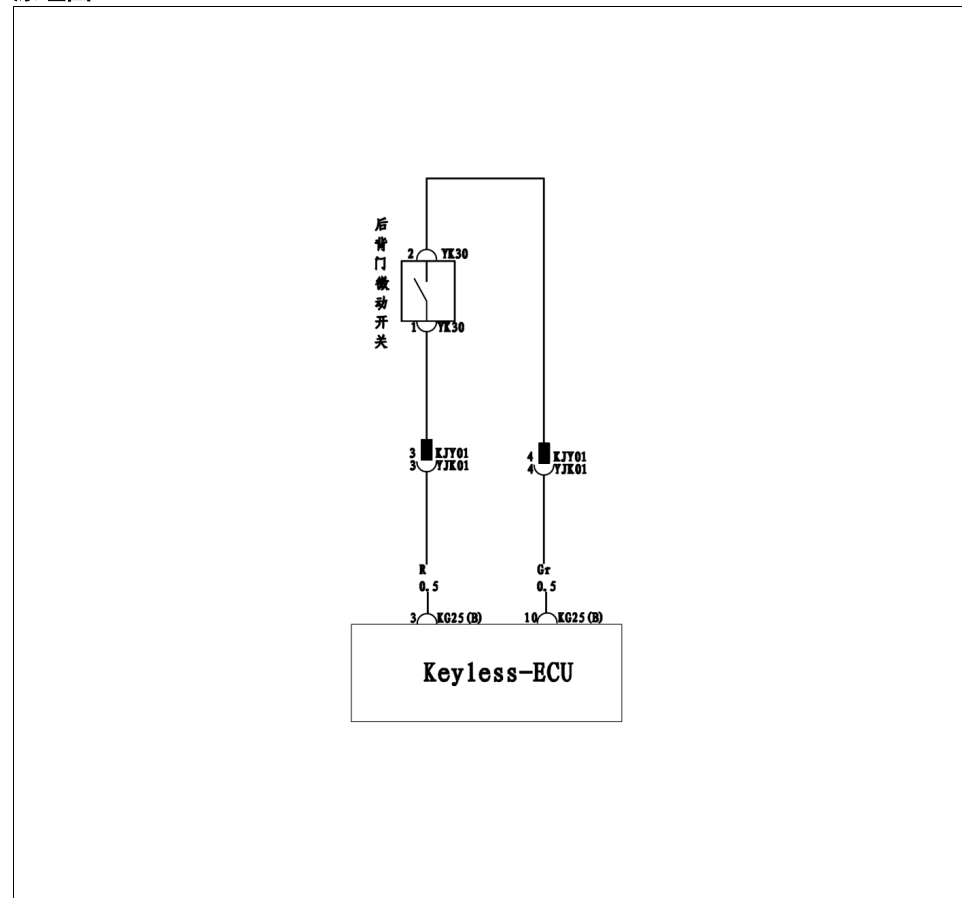 后背门微动开关
2 YK30
1 YK30
3 KJY01
3 YJK01
4 KJY01
4 YJK01
R
0.5
Gr
0.5
3 KG25(B)
10 KG25(B)
Keyless-ECU